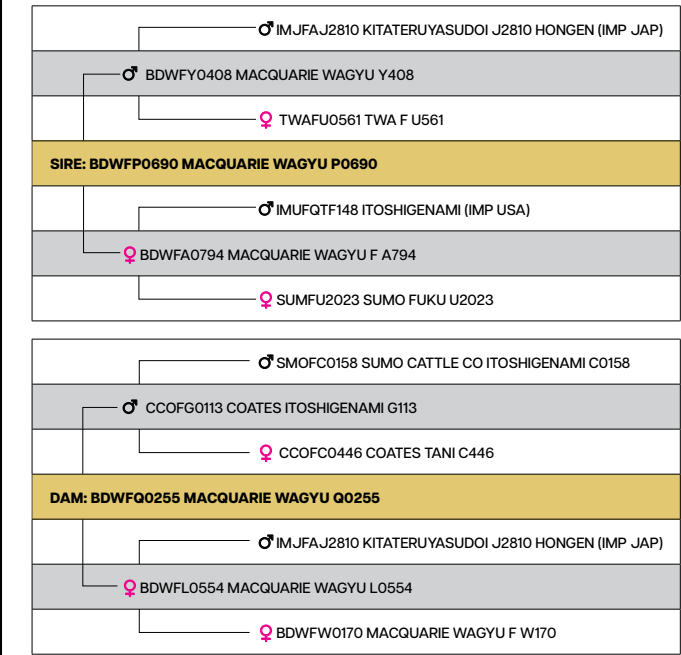 ♂ IMJFAJ2810 KITATERUYASUDOI J2810 HONGEN (IMP JAP)
♂ BDWFY0408 MACQUARIE WAGYU Y408
♀ TWAFU0561 TWA F U561
SIRE: BDWFP0690 MACQUARIE WAGYU P0690
♂ IMUFQTF148 ITOSHIGENAMI (IMP USA)
♀ BDWFA0794 MACQUARIE WAGYU F A794
♀ SUMFU2023 SUMO FUKU U2023
♂ SMOFC0158 SUMO CATTLE CO ITOSHIGENAMI C0158
♂ CCOFG0113 COATES ITOSHIGENAMI G113
♀ CCOFC0446 COATES TANI C446
DAM: BDWFQ0255 MACQUARIE WAGYU Q0255
♂ IMJFAJ2810 KITATERUYASUDOI J2810 HONGEN (IMP JAP)
♀ BDWFL0554 MACQUARIE WAGYU L0554
♀ BDWFW0170 MACQUARIE WAGYU F W170